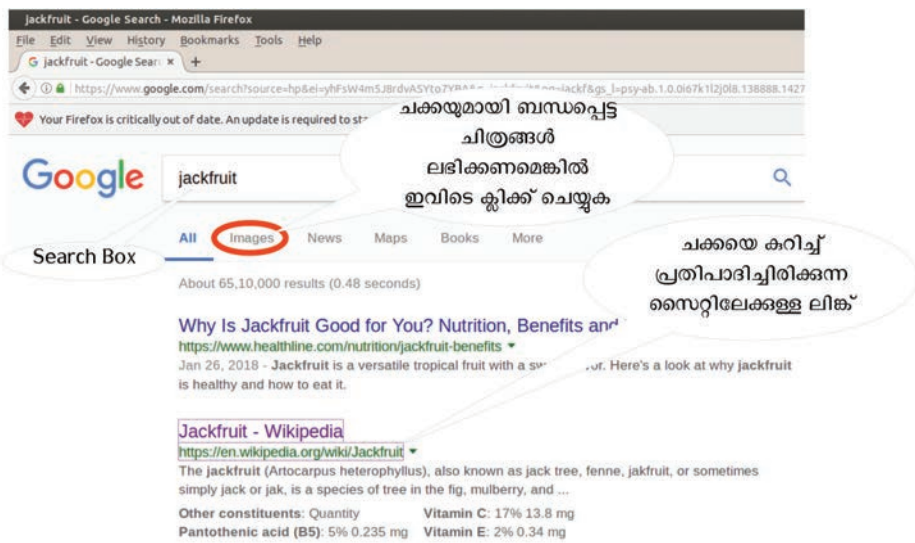 jackfruit - Google Search - Mozilla Firefox
File Edit View History Bookmarks Tools Help
G jackfruit - Google Sear × +
https://www.google.com/search?source=hp&ei=
Your Firefox is critically out of date. An update is required to
ചക്കയുമായി ബന്ധപ്പെട്ട
ചിത്രങ്ങൾ
ലഭിക്കണമെങ്കിൽ
ഇവിടെ ക്ലിക്ക് ചെയ്യുക
Google jackfruit
Search Box
All Images News Maps Books More
ചക്കയെ കുറിച്ച്
പ്രതിപാദിച്ചിരിക്കുന്ന
സൈറ്റിലേക്കുള്ള ലിങ്ക്
About 65,10,000 results (0.48 seconds)
Why Is Jackfruit Good for You? Nutrition, Benefits and
https://www.healthline.com/nutrition/jackfruit-benefits
Jan 26, 2018 - Jackfruit is a versatile tropical fruit with a Here's a look at why jackfruit
is healthy and how to eat it.
Jackfruit - Wikipedia
https://en.wikipedia.org/wiki/Jackfruit
The jackfruit (Artocarpus heterophyllus), also known as jack tree, fenne, jakfruit, or sometimes
simply jack or jak, is a species of tree in the fig, mulberry, and ...
Other constituents: Quantity Vitamin C: 17% 13.8 mg
Pantothenic acid (B5): 5% 0.235 mg Vitamin E: 2% 0.34 mg